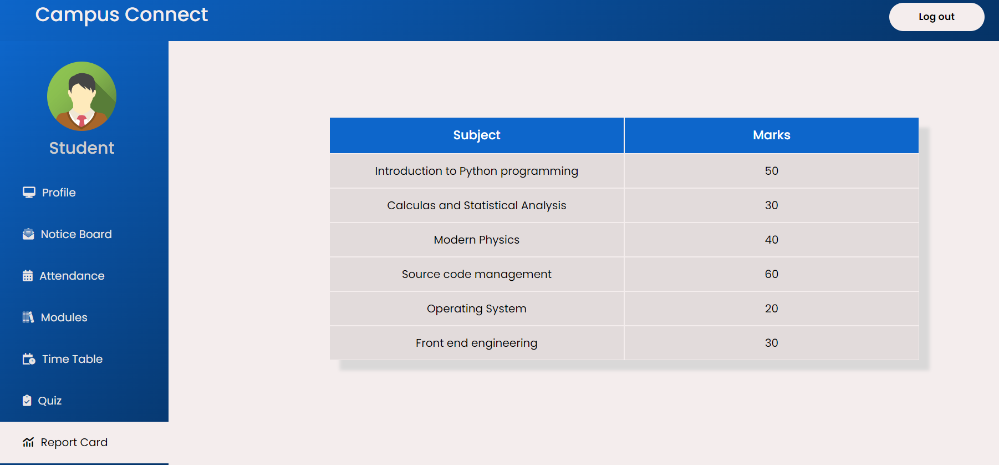 Campus Connect
Log out
Student
Profile
Notice Board
Attendance
Modules
Time Table
Quiz
Report Card
Subject Marks
Introduction to Python programming 50
Calculas and Statistical Analysis 30
Modern Physics 40
Source code management 60
Operating System 20
Front end engineering 30